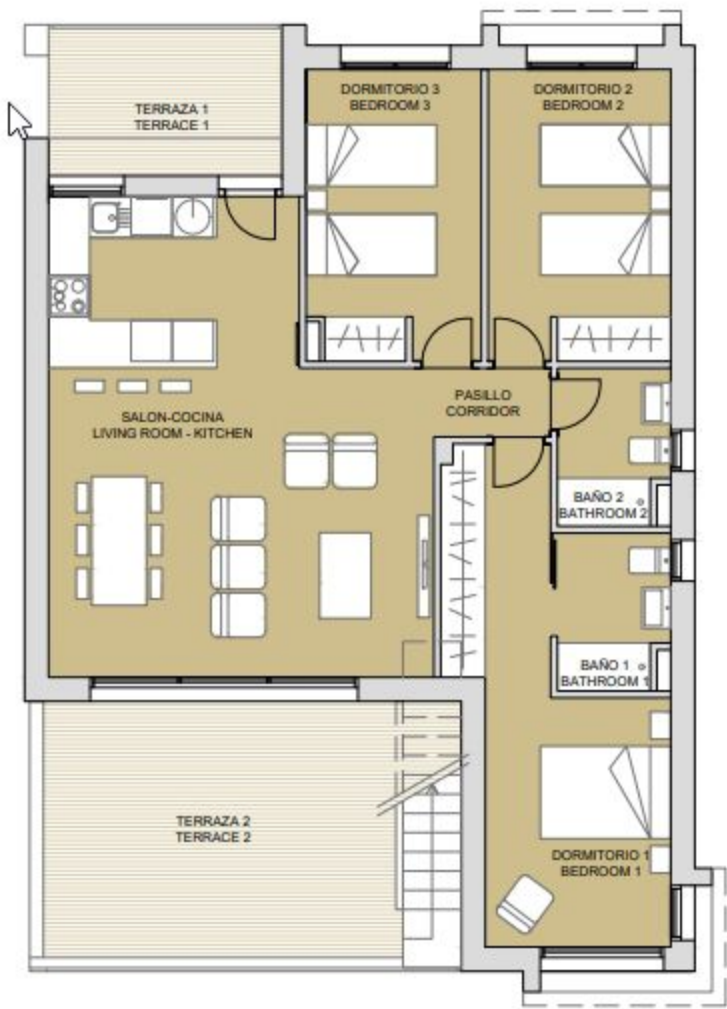 TERRAZA 1
TERRACE 1
DORMITORIO 3
BEDROOM 3
DORMITORIO 2
BEDROOM 2
PASILLO
CORRIDOR
SALON-COCINA
LIVING ROOM - KITCHEN
BAÑO 2
BATHROOM 2
BAÑO 1
BATHROOM 1
TERRAZA 2
TERRACE 2
DORMITORIO 1
BEDROOM 1